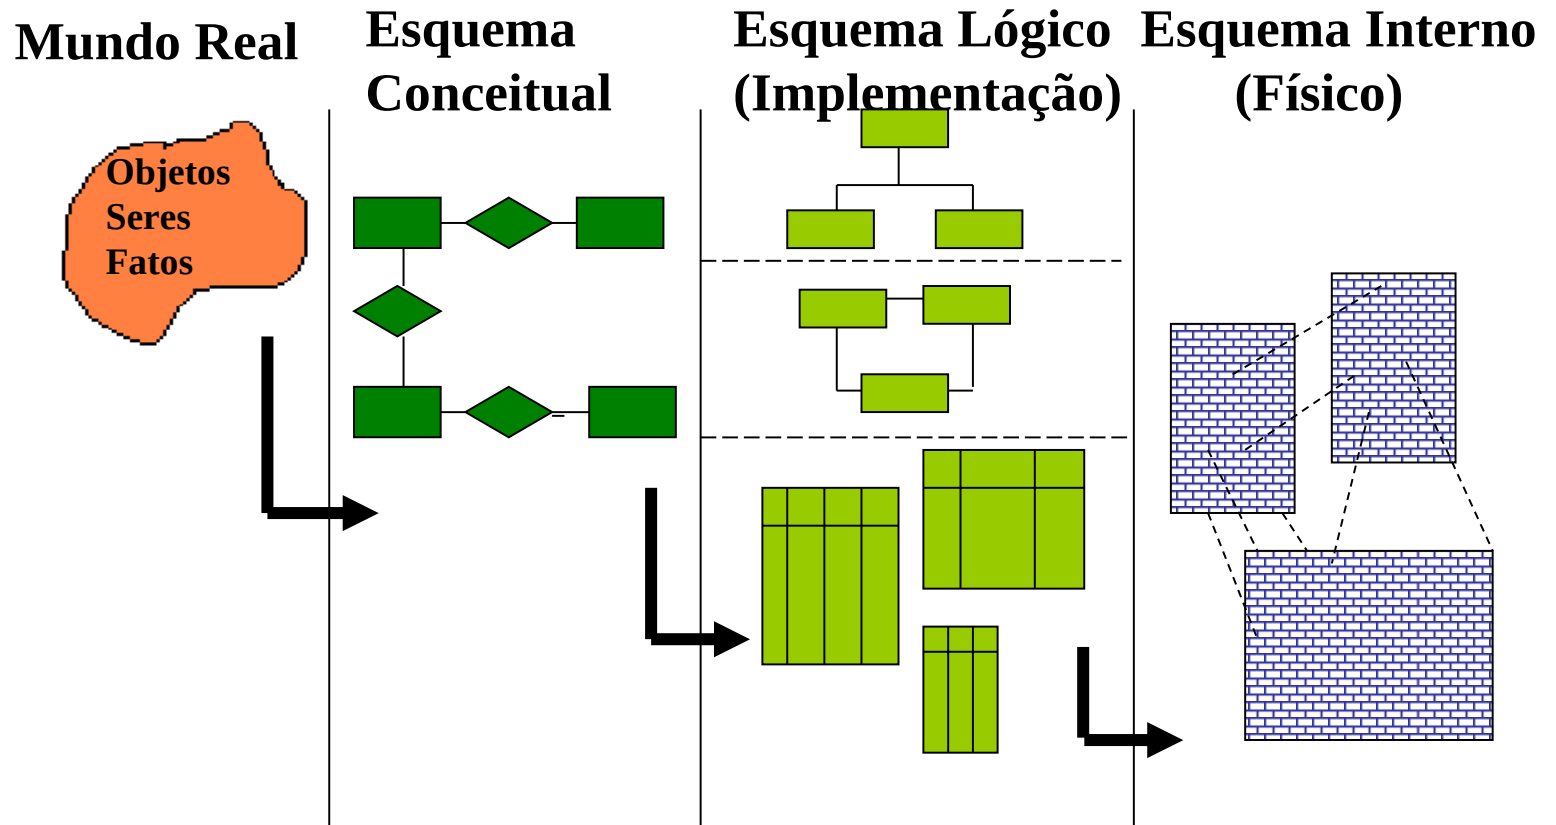 Mundo Real
Esquema
Conceitual
Esquema Lógico
(Implementação)
Esquema Interno
(Físico)
Objetos
Seres
Fatos